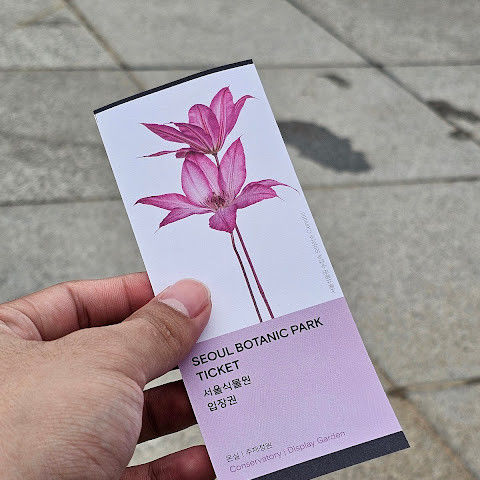 SEOUL BOTANIC PARK
TICKET
서울식물원
입장권
온실 | 주제정원
Conservatory | Display Garden